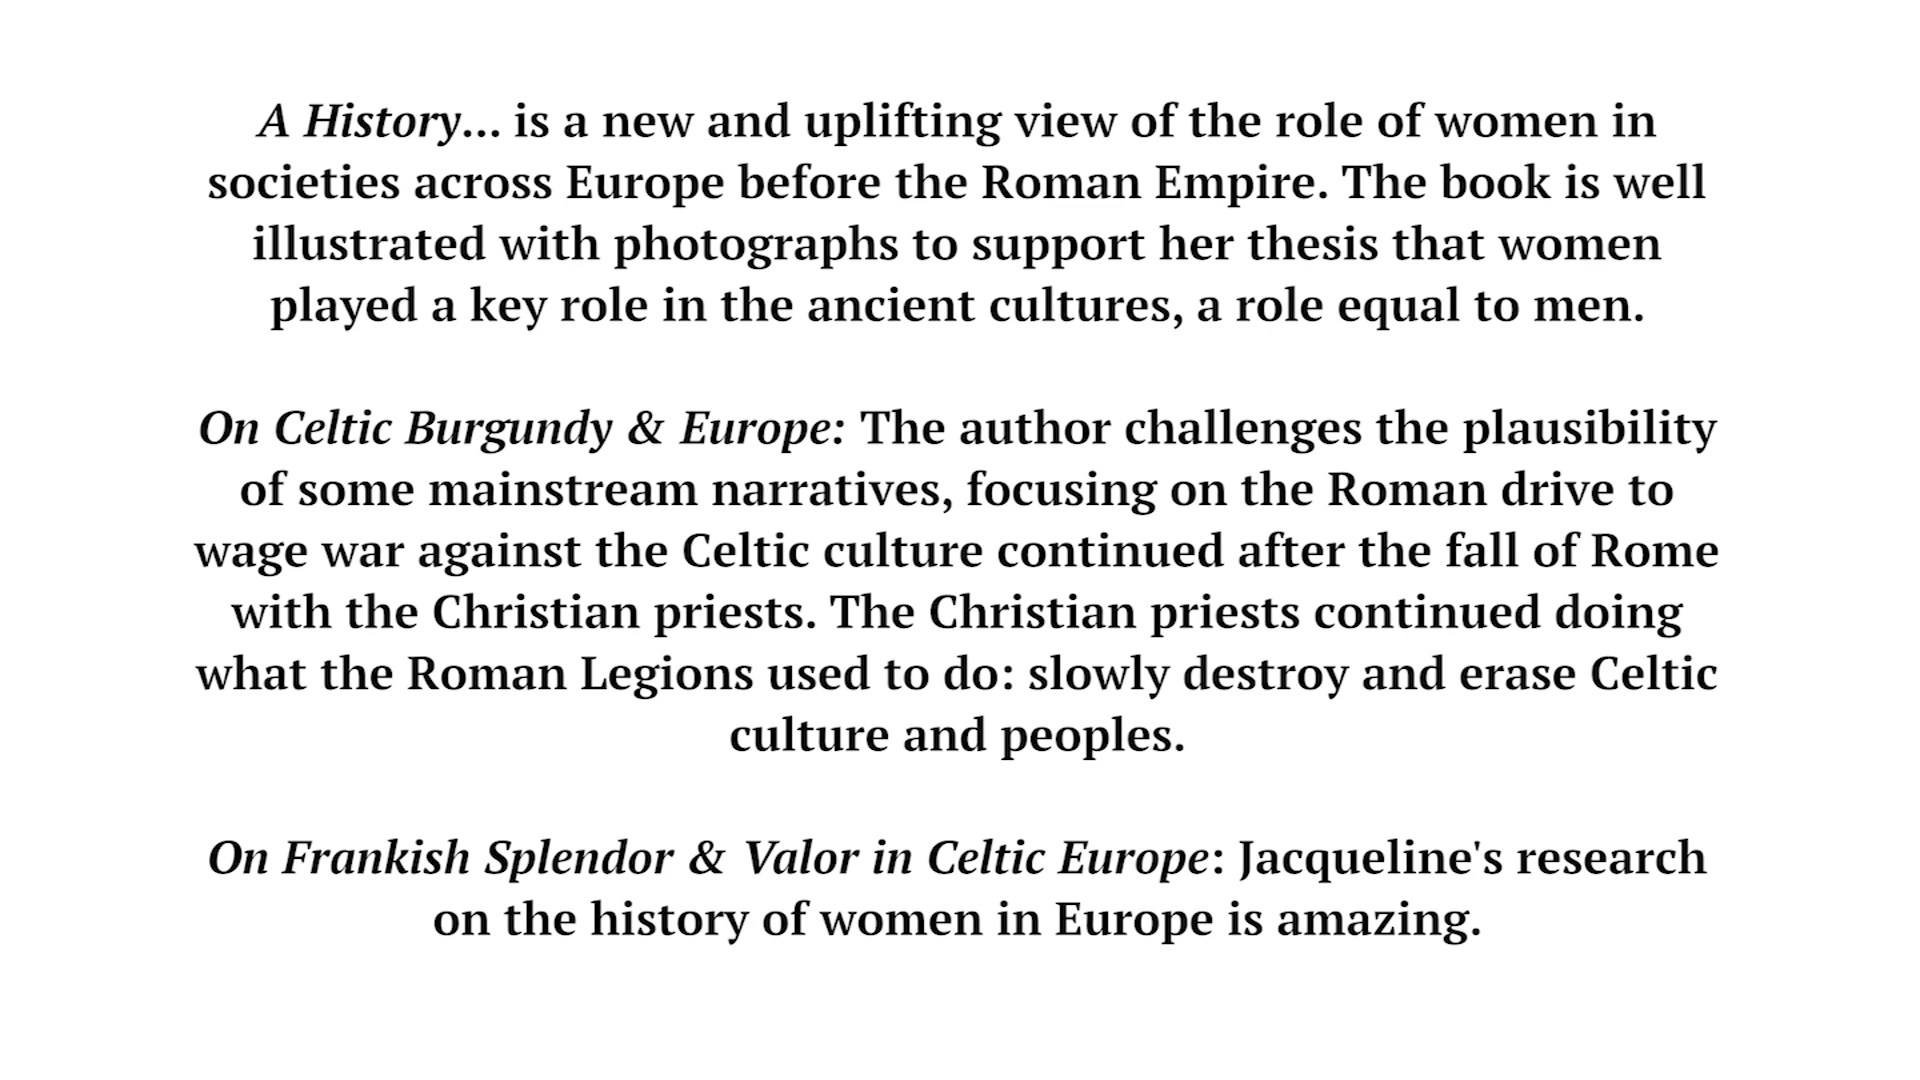 A History... is a new and uplifting view of the role of women in
societies across Europe before the Roman Empire. The book is well
illustrated with photographs to support her thesis that women
played a key role in the ancient cultures, a role equal to men.
On Celtic Burgundy & Europe: The author challenges the plausibility
of some mainstream narratives, focusing on the Roman drive to
wage war against the Celtic culture continued after the fall of Rome
with the Christian priests. The Christian priests continued doing
what the Roman Legions used to do: slowly destroy and erase Celtic
culture and peoples.
On Frankish Splendor & Valor in Celtic Europe: Jacqueline's research
on the history of women in Europe is amazing.